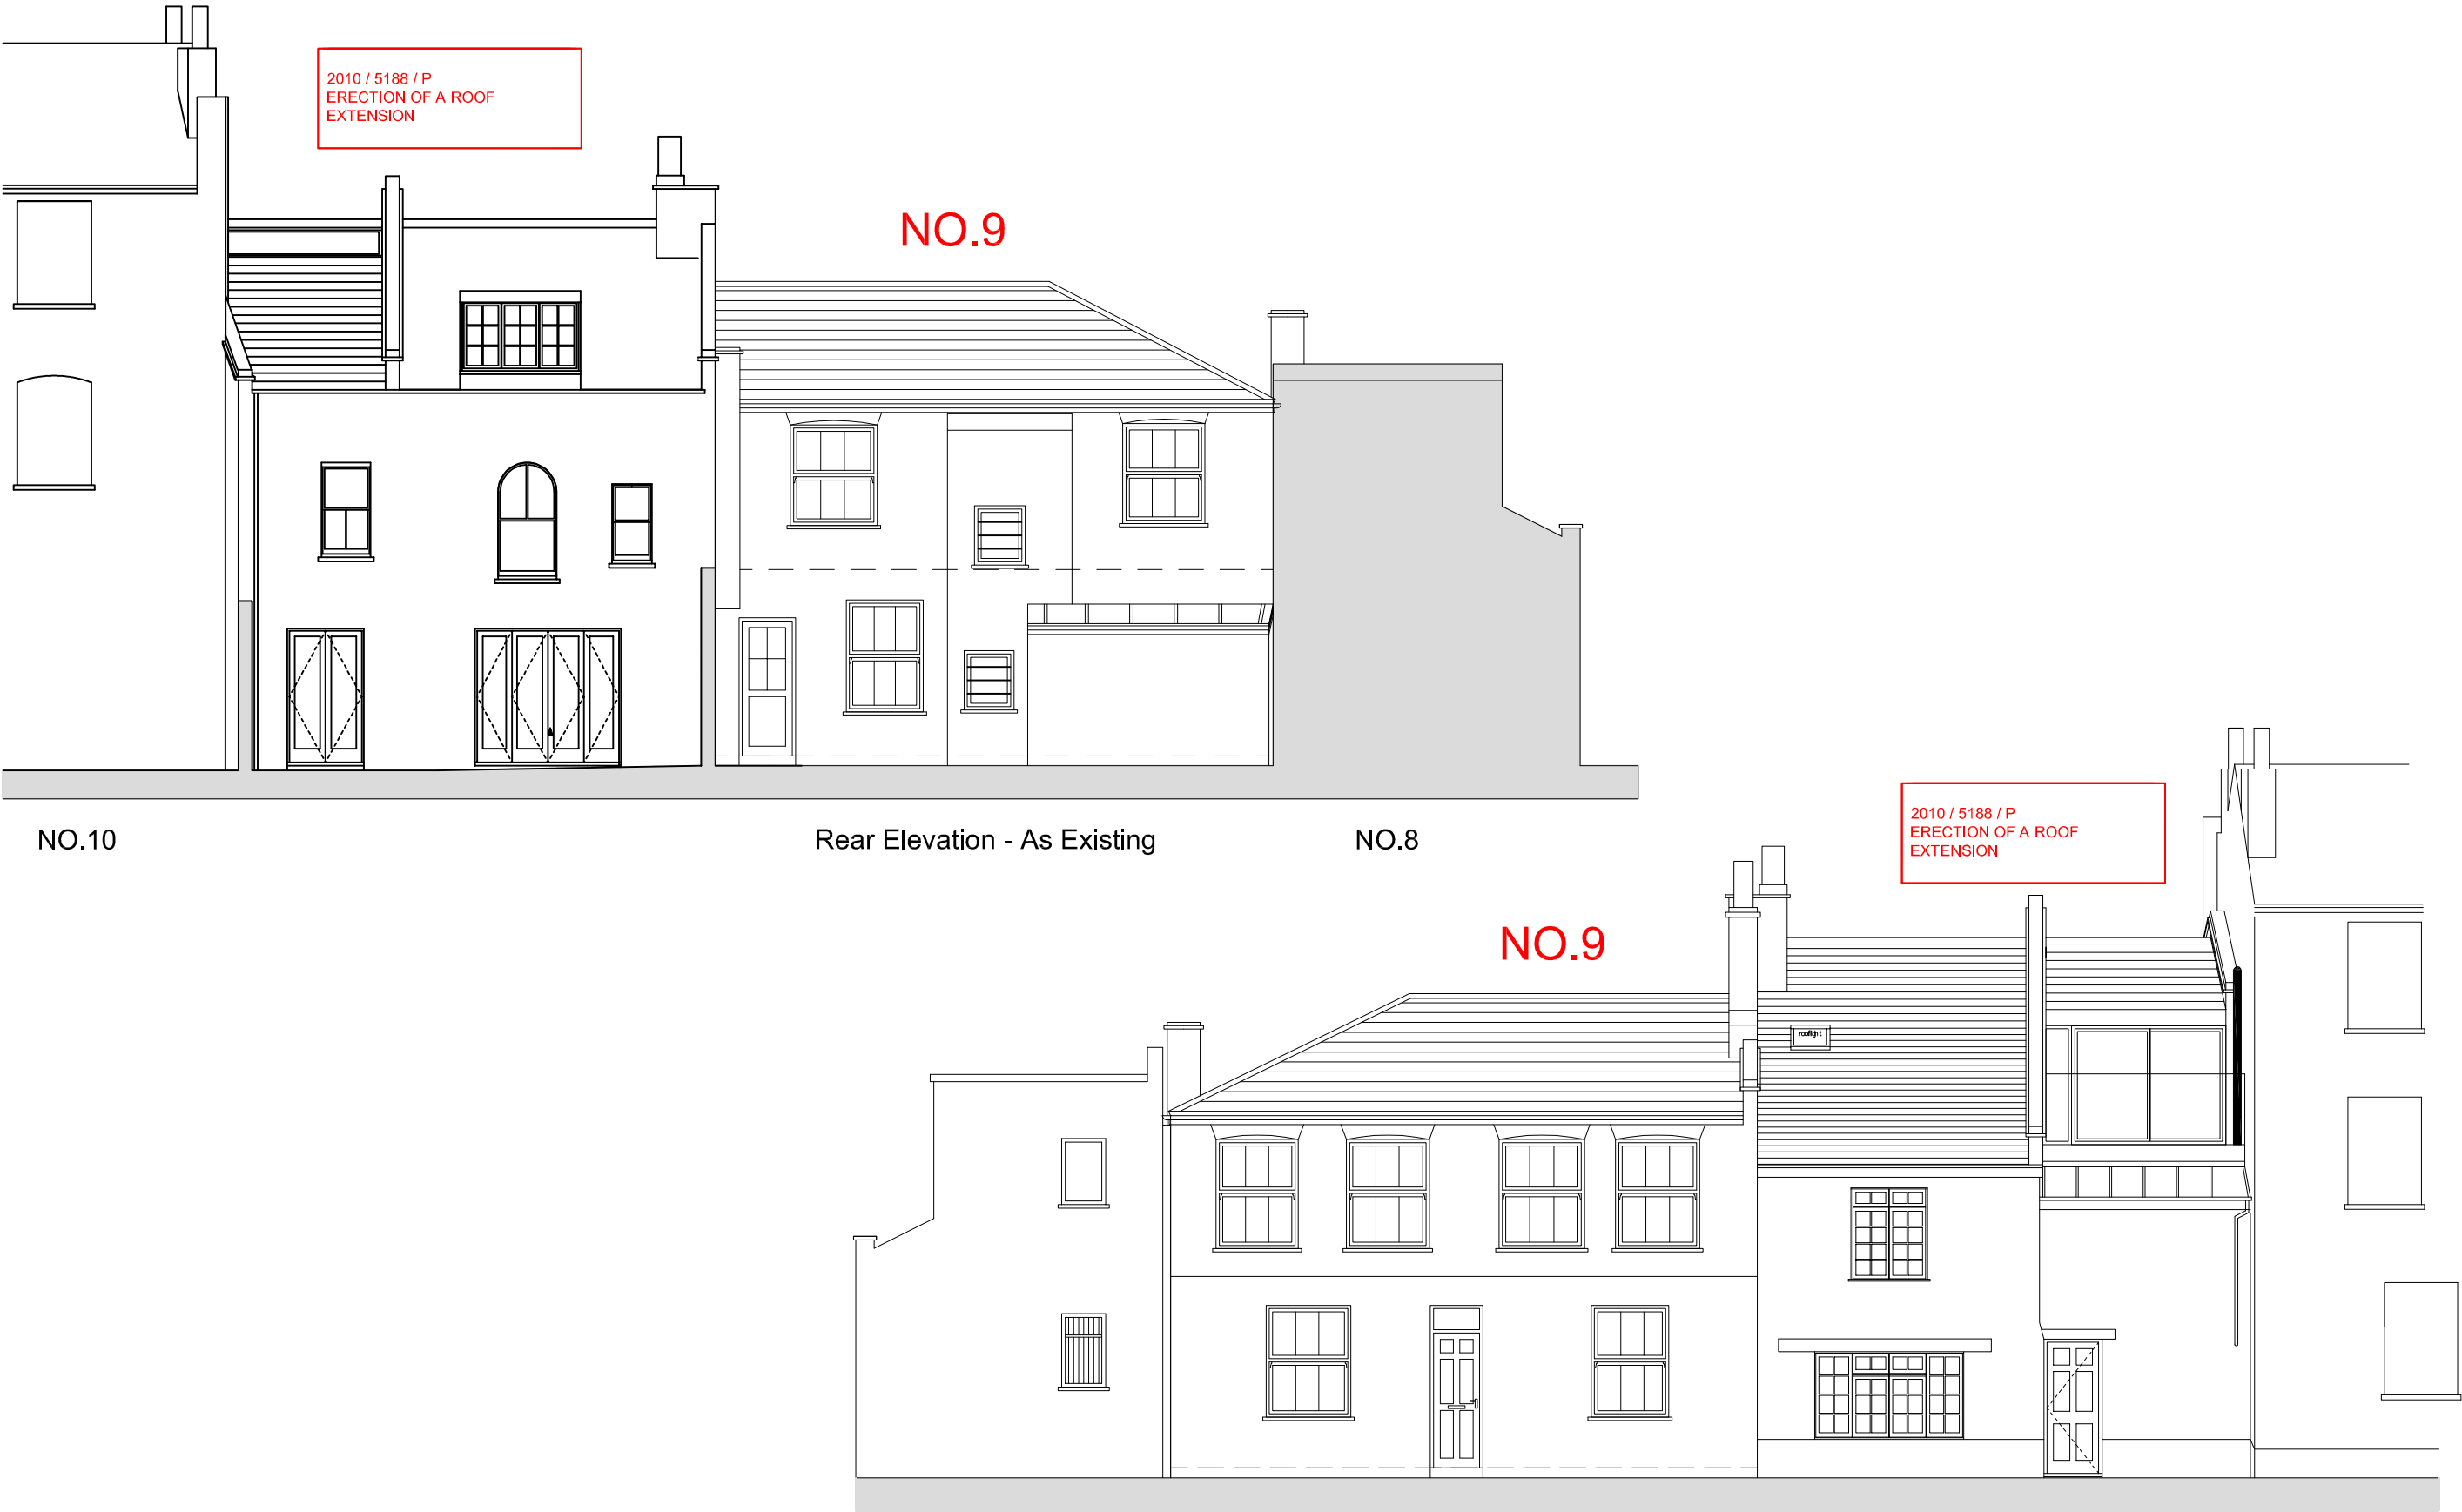 2010 / 5188 / P
ERECTION OF A ROOF
EXTENSION
NO.9
NO.10
Rear Elevation - As Existing
NO.8
2010 / 5188 / P
ERECTION OF A ROOF
EXTENSION
NO.9
rooflight